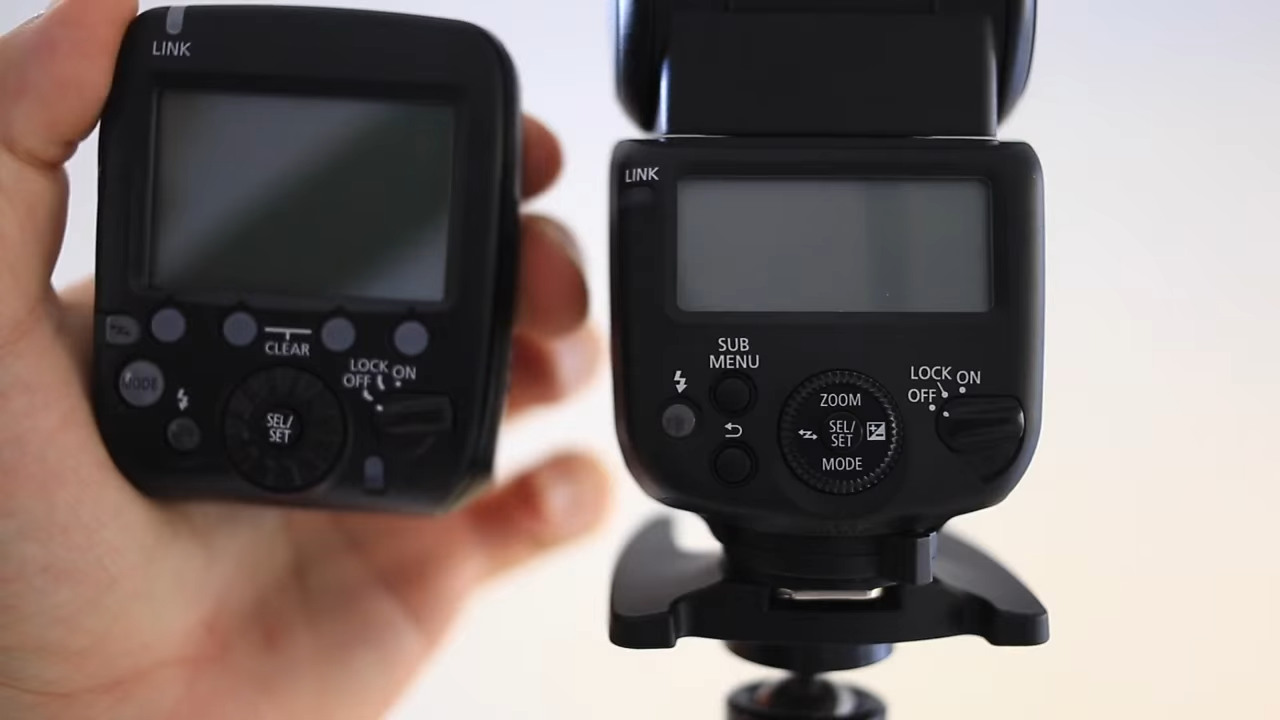 LINK
CLEAR
LOCK ON
OFF
MODE
SEL/
SET
LINK
SUB
MENU
LOCK ON
OFF
ZOOM
SEL/
SET
MODE